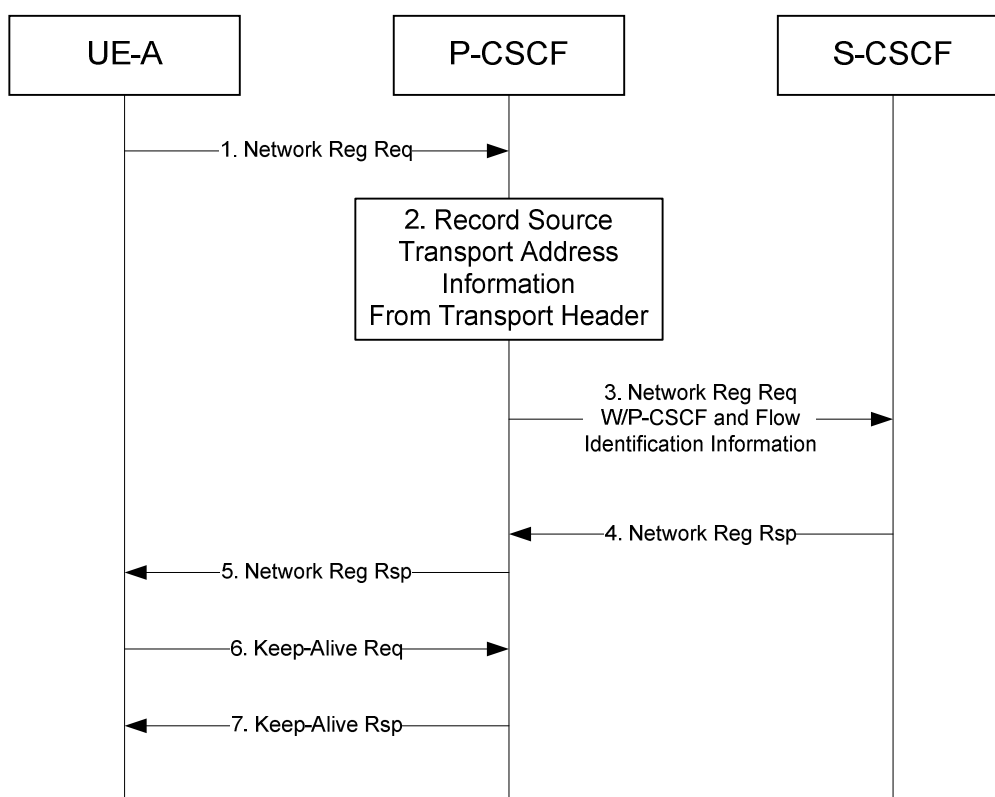 UE-A
P-CSCF
S-CSCF
1. Network Reg Req
2. Record Source
Transport Address
Information
From Transport Header
3. Network Reg Req
W/P-CSCF and Flow
Identification Information
4. Network Reg Rsp
5. Network Reg Rsp
6. Keep-Alive Req
7. Keep-Alive Rsp